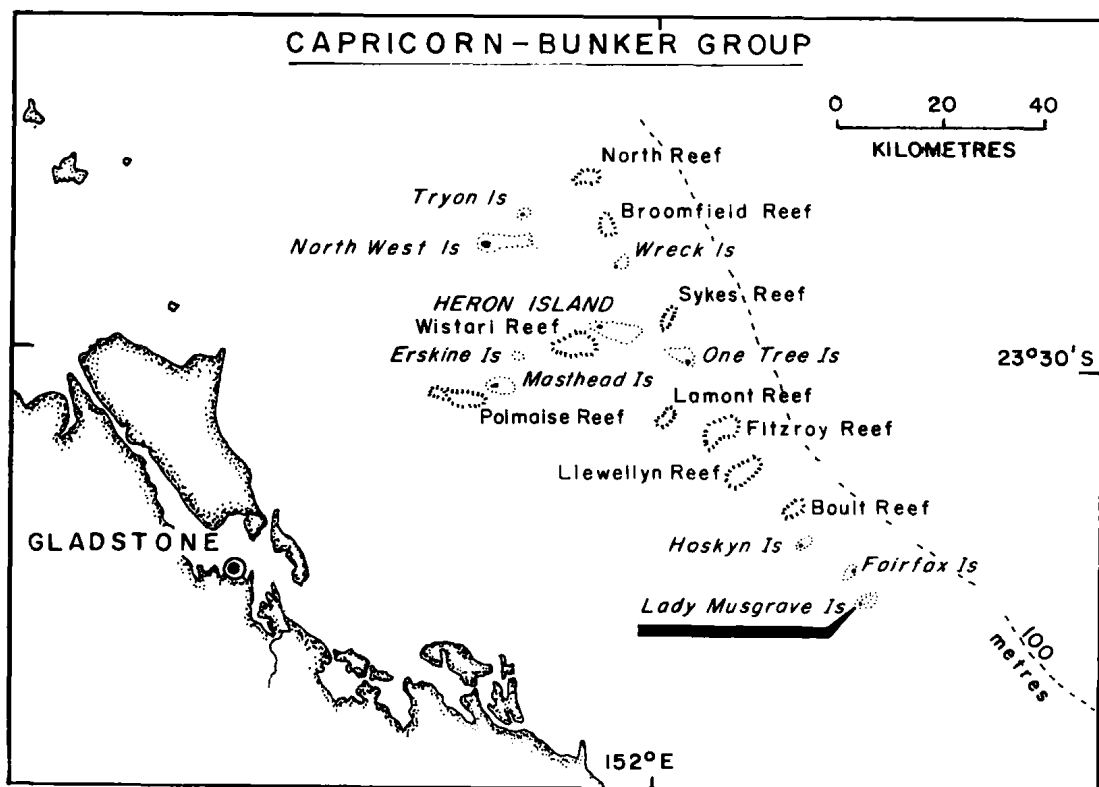 CAPRICORN–BUNKER GROUP
0 20 40
KILOMETRES
North Reef
Tryon Is
Broomfield Reef
North West Is
Wreck Is
HERON ISLAND
Sykes Reef
Wistari Reef
Erskine Is
One Tree Is
23°30'S
Masthead Is
Lamont Reef
Polmaise Reef
Fitzroy Reef
Llewellyn Reef
Boult Reef
GLADSTONE
Hoskyn Is
Fairfax Is
Lady Musgrave Is
100
metres
152°E